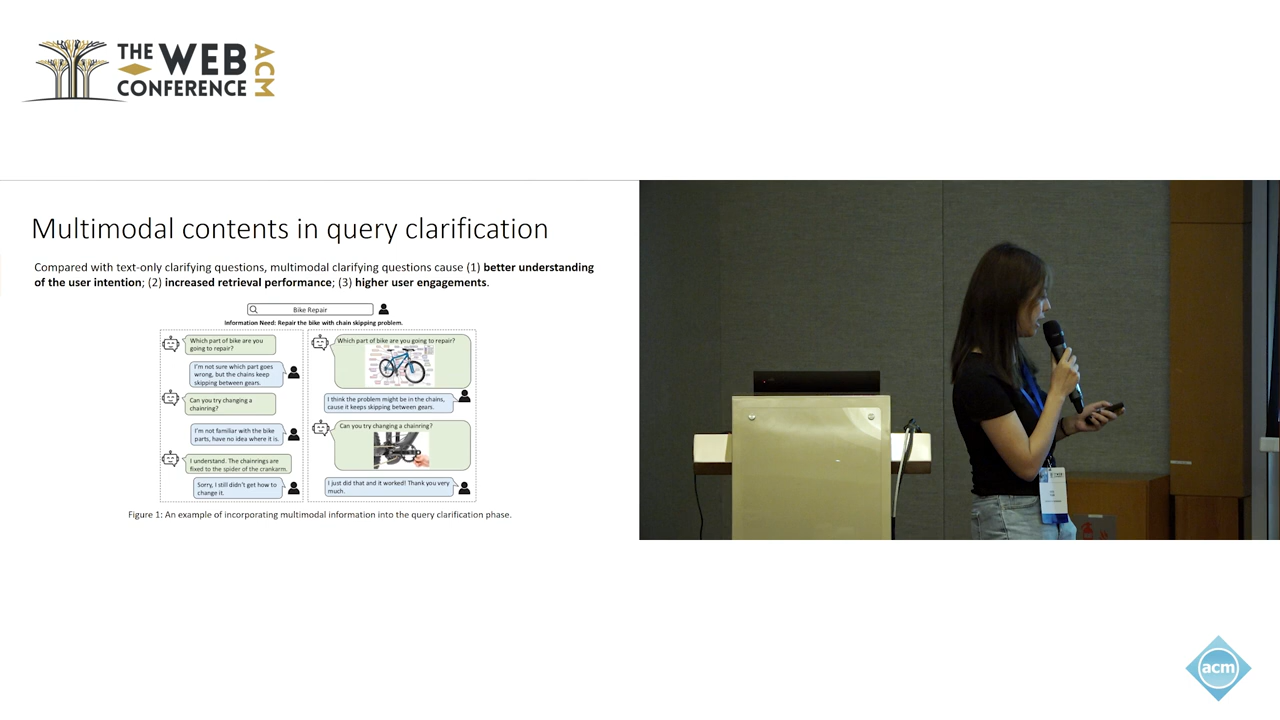 THE WEB
CONFERENCE
ACM
Multimodal contents in query clarification
Compared with text-only clarifying questions, multimodal clarifying questions cause (1) better understanding
of the user intention; (2) increased retrieval performance; (3) higher user engagements.
Bike Repair
Information Need: Repair the bike with chain skipping problem.
Which part of bike are you
going to repair?
I'm not sure which part goes
wrong, but the chains keep
skipping between gears.
Can you try changing a
chainring?
I'm not familiar with the bike
parts, have no idea where it is.
I understand. The chainrings are
fixed to the spider of the crankarm.
Sorry, I still didn't get how to
change it.
Which part of bike are you going to repair?
I think the problem might be in the chains,
cause it keeps skipping between gears.
Can you try changing a chainring?
I just did that and it worked! Thank you very
much.
Figure 1: An example of incorporating multimodal information into the query clarification phase.
acm